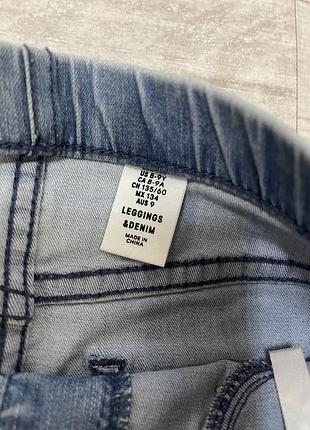 US 8-9Y
CA 8-9A
CN 135/60
MX 134
AUS 9
LEGGINGS
&DENIM
MADE IN
CHINA